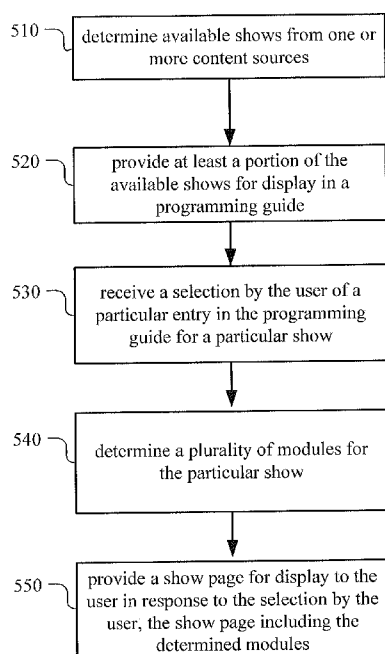 510
determine available shows from one or
more content sources
520
provide at least a portion of the
available shows for display in a
programming guide
530
receive a selection by the user of a
particular entry in the programming
guide for a particular show
540
determine a plurality of modules for
the particular show
550
provide a show page for display to the
user in response to the selection by the
user, the show page including the
determined modules